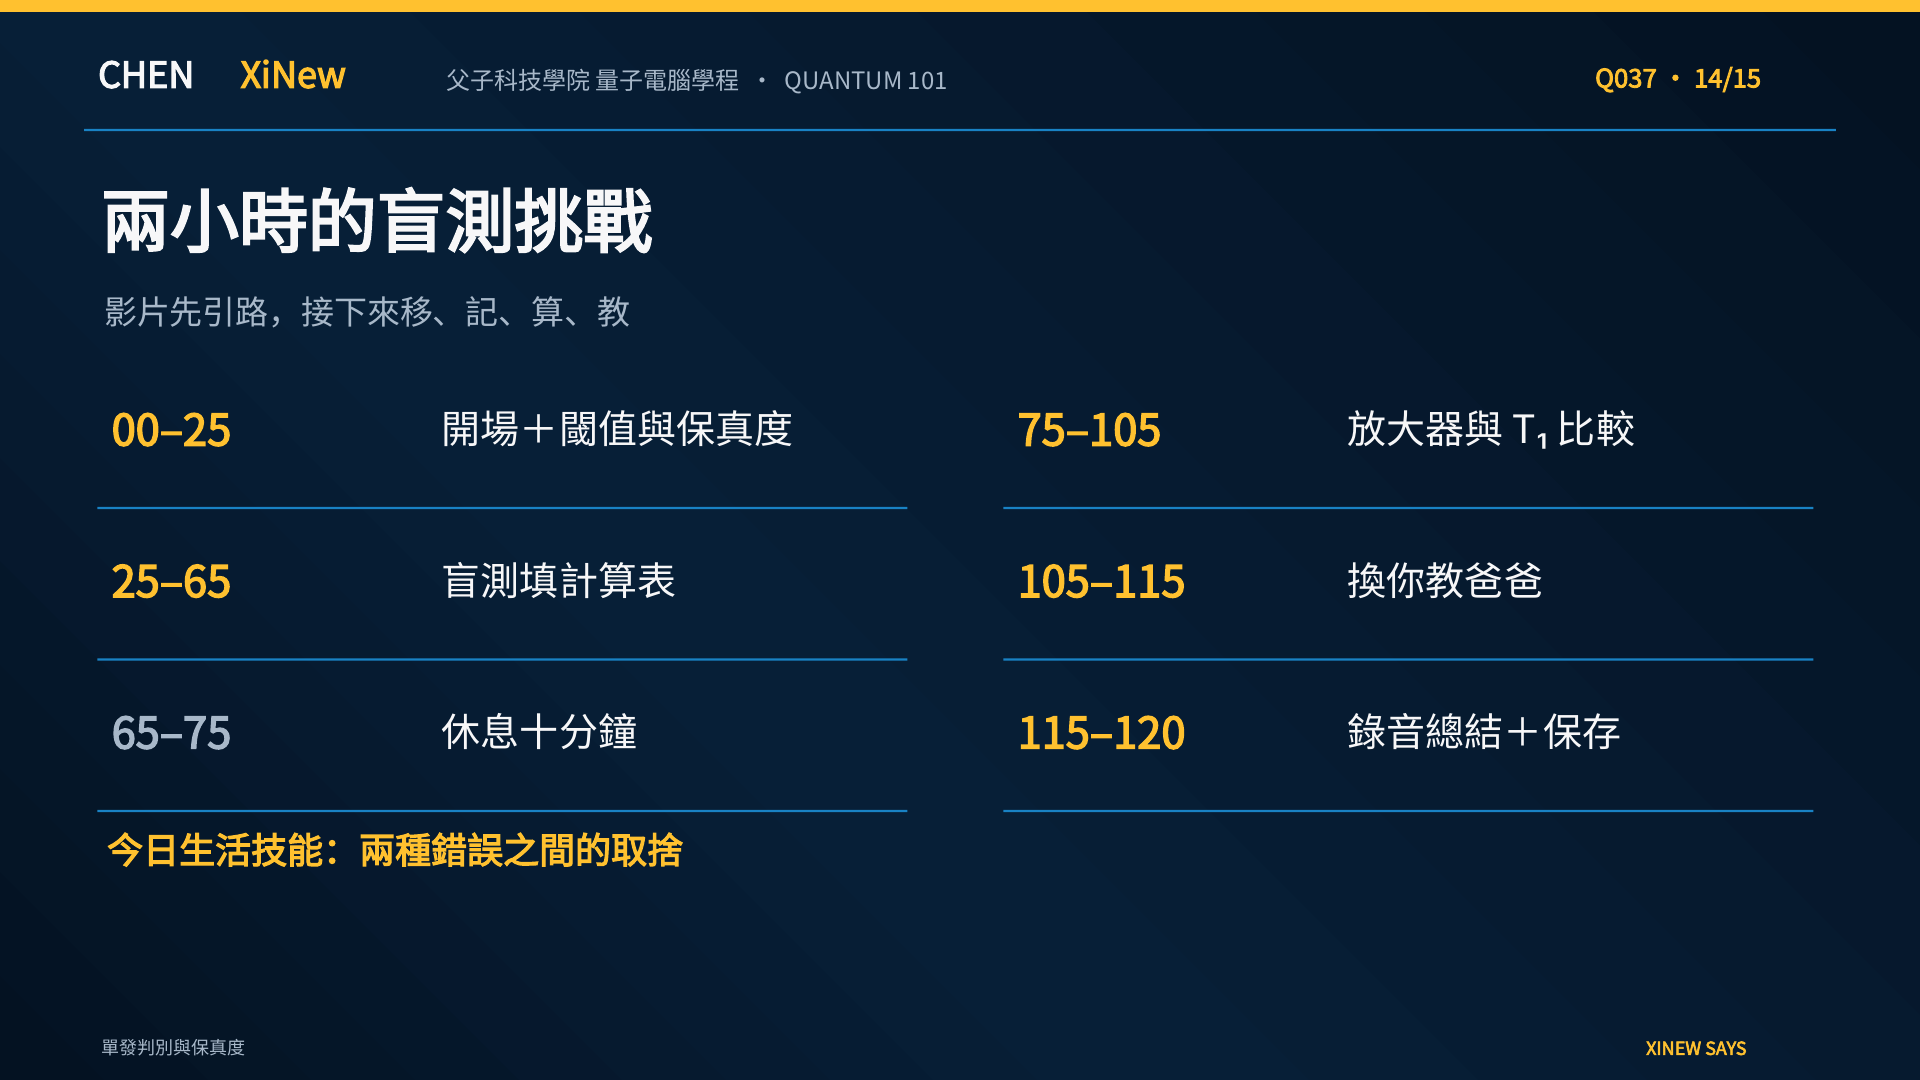 CHEN XiNew 父子科技學院 量子電腦學程 · QUANTUM 101 Q037 · 14/15
兩小時的盲測挑戰
影片先引路，接下來移、記、算、教
00–25 開場＋閾值與保真度
25–65 盲測填計算表
65–75 休息十分鐘
75–105 放大器與 T₁ 比較
105–115 換你教爸爸
115–120 錄音總結＋保存
今日生活技能：兩種錯誤之間的取捨
單發判別與保真度 XINEW SAYS